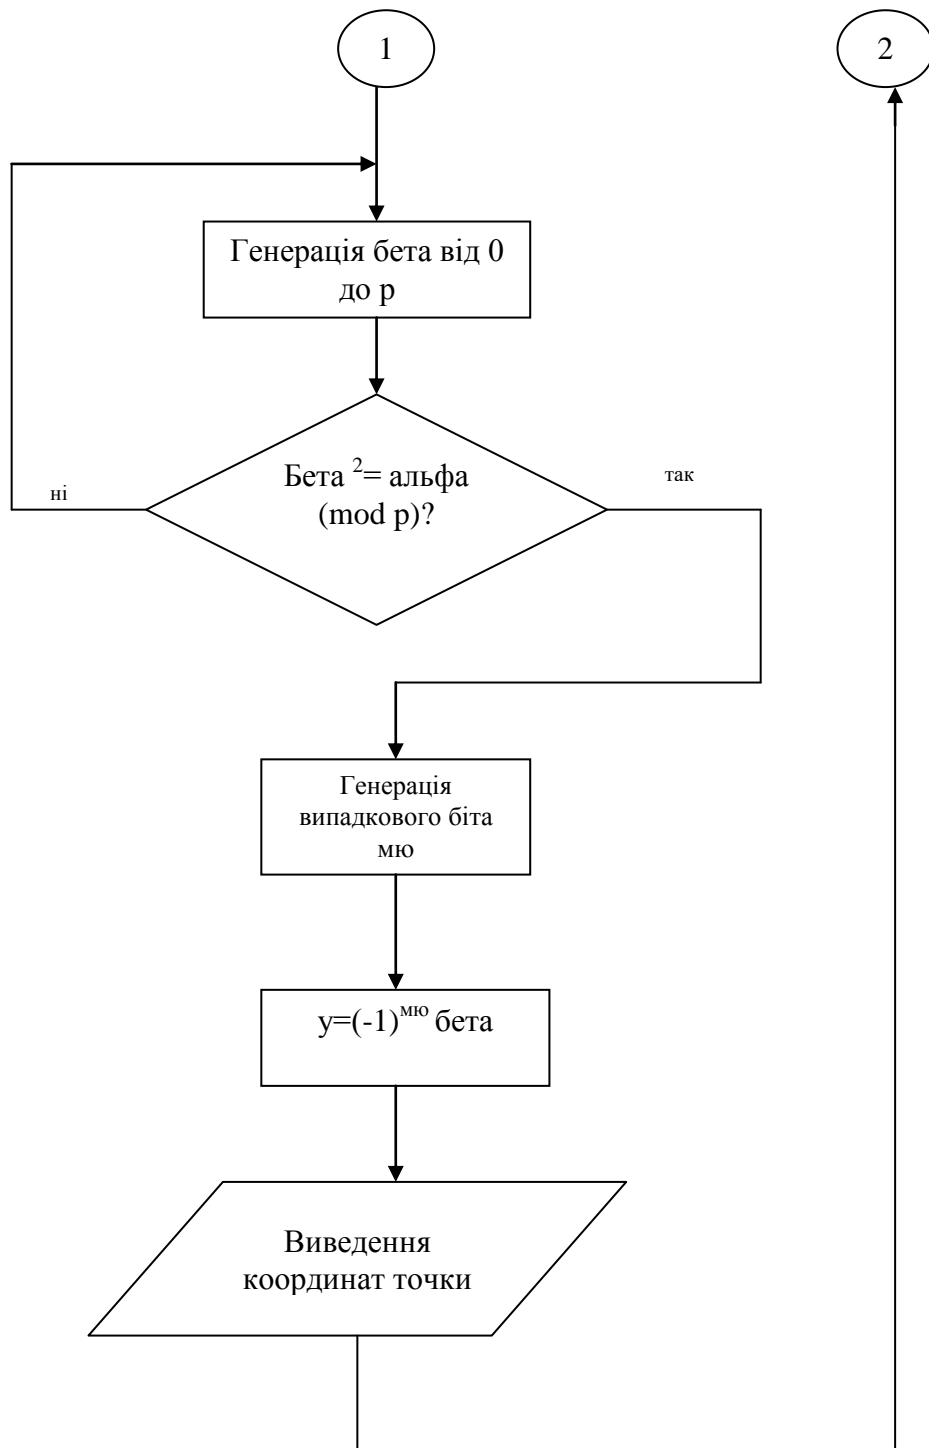 1
2
Генерація бета від 0
до p
Бета ²= альфа
(mod p)?
ні
так
Генерація
випадкового біта
мю
y=(-1)ᵐю бета
Виведення
координат точки